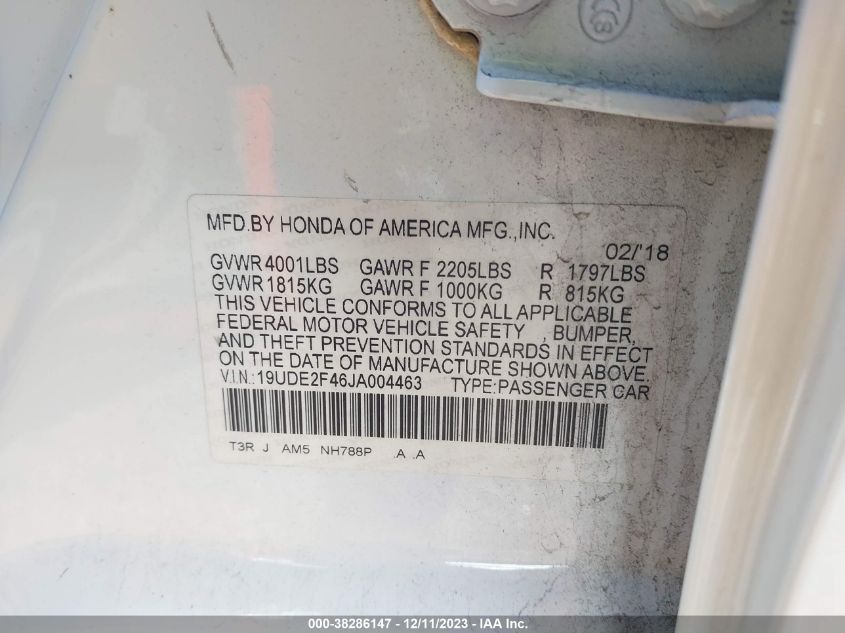 MFD.BY HONDA OF AMERICA MFG.,INC.
02/'18
GVWR 4001LBS GAWR F 2205LBS R 1797LBS
GVWR 1815KG GAWR F 1000KG R 815KG
THIS VEHICLE CONFORMS TO ALL APPLICABLE
FEDERAL MOTOR VEHICLE SAFETY , BUMPER,
AND THEFT PREVENTION STANDARDS IN EFFECT
ON THE DATE OF MANUFACTURE SHOWN ABOVE.
V.I.N.:19UDE2F46JA004463 TYPE:PASSENGER CAR
T3R J AM5 NH788P .A .A
000-38286147 - 12/11/2023 - IAA Inc.